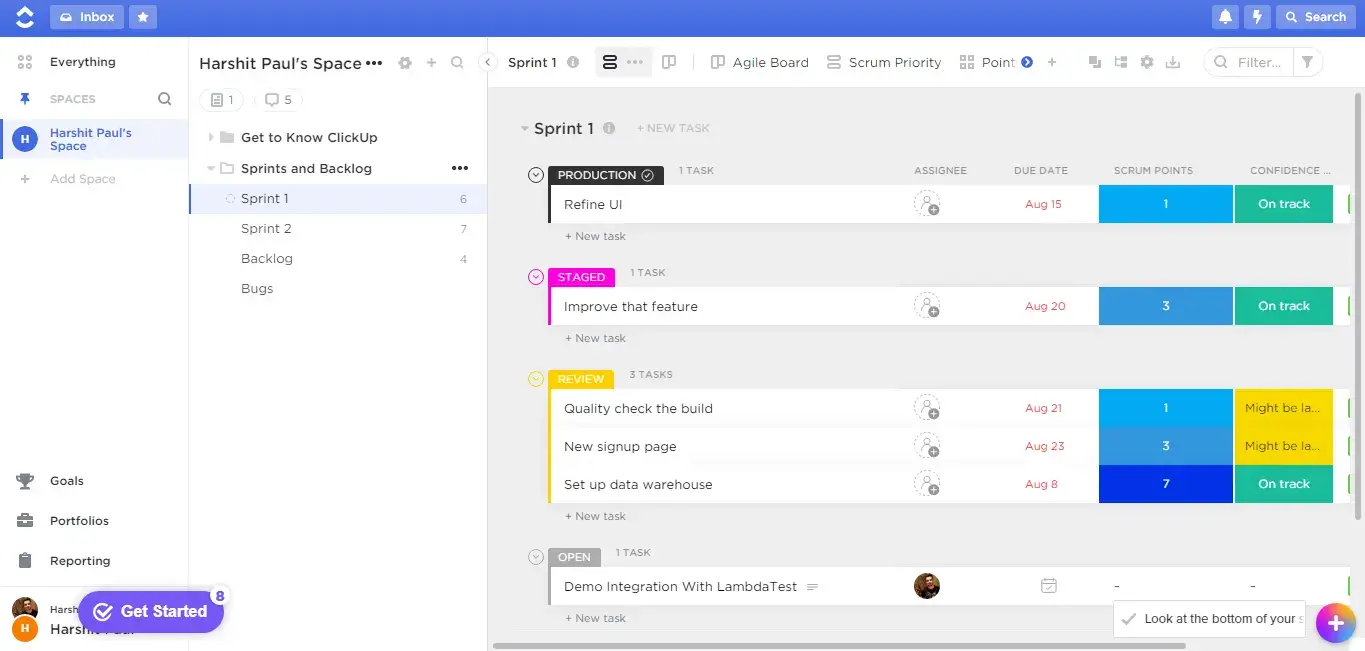 Inbox
Search
Everything
SPACES
H
Harshit Paul's
Space
Add Space
Goals
Portfolios
Reporting
Harsh
H
Harshit Paul
Get Started
8
Harshit Paul's Space
1
5
Get to Know ClickUp
Sprints and Backlog
Sprint 1 6
Sprint 2 7
Backlog 4
Bugs
Sprint 1
Agile Board
Scrum Priority
Point
Filter...
Sprint 1 + NEW TASK
PRODUCTION 1 TASK ASSIGNEE DUE DATE SCRUM POINTS CONFIDENCE ...
Refine UI Aug 15 1 On track
+ New task
STAGED 1 TASK
Improve that feature Aug 20 3 On track
+ New task
REVIEW 3 TASKS
Quality check the build Aug 21 1 Might be la...
New signup page Aug 23 3 Might be la...
Set up data warehouse Aug 8 7 On track
+ New task
OPEN 1 TASK
Demo Integration With LambdaTest - -
+ New task
Look at the bottom of your s